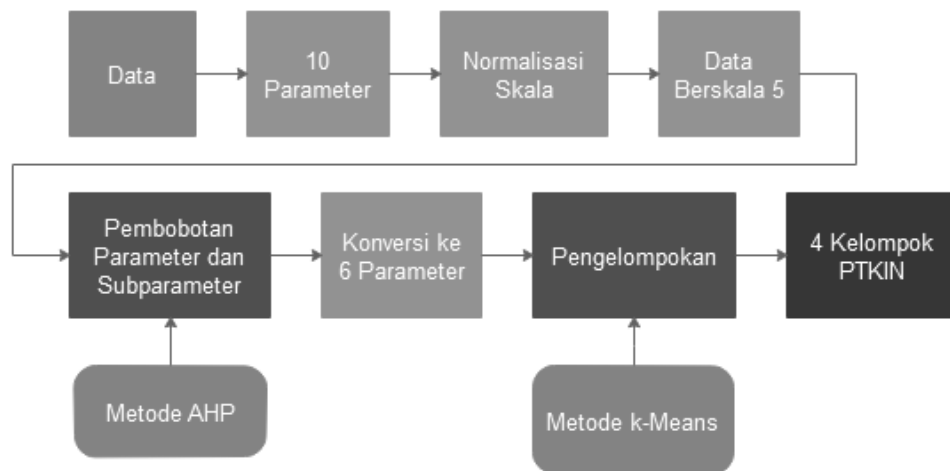 Data
10
Parameter
Normalisasi
Skala
Data
Berskala 5
Pembobotan
Parameter dan
Subparameter
Konversi ke
6 Parameter
Pengelompokan
4 Kelompok
PTKIN
Metode AHP
Metode k-Means